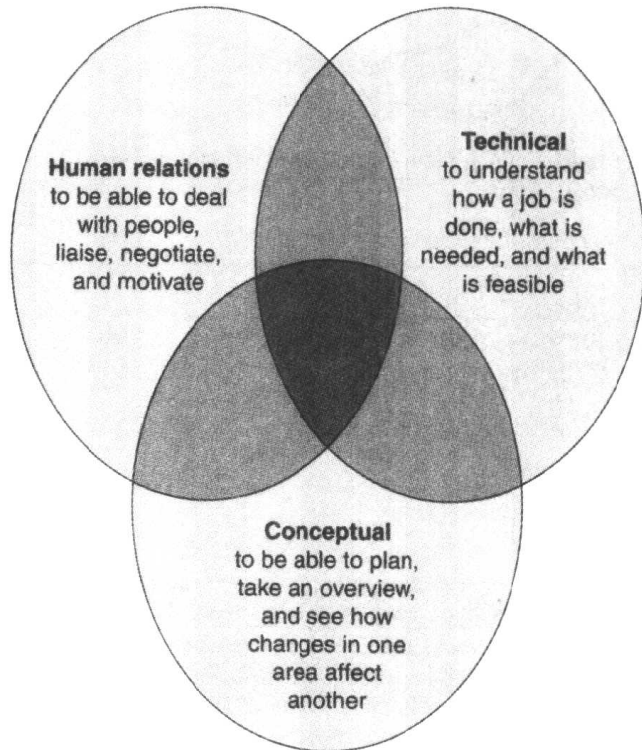 Human relations
to be able to deal
with people,
liaise, negotiate,
and motivate
Technical
to understand
how a job is
done, what is
needed, and what
is feasible
Conceptual
to be able to plan,
take an overview,
and see how
changes in one
area affect
another